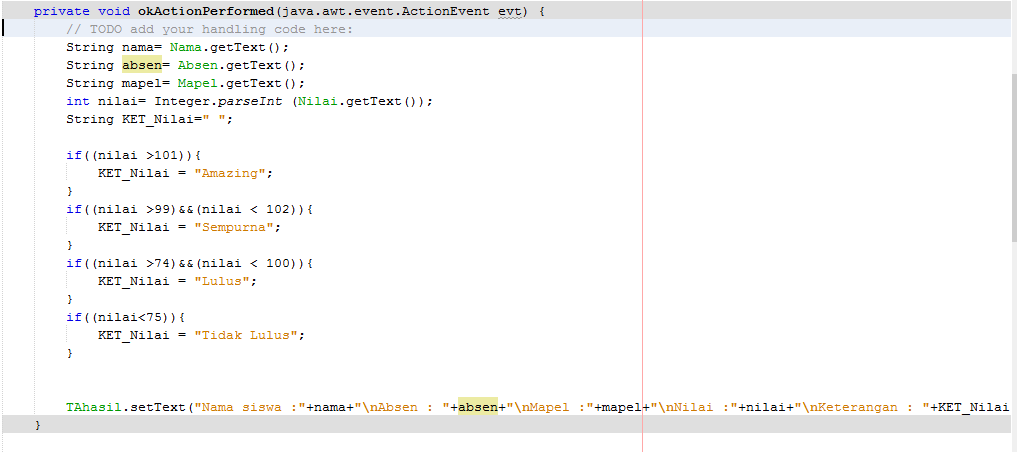 private void okActionPerformed(java.awt.event.ActionEvent evt) {
// TODO add your handling code here:
String nama= Nama.getText();
String absen= Absen.getText();
String mapel= Mapel.getText();
int nilai= Integer.parseInt (Nilai.getText());
String KET_Nilai=" ";
if((nilai >101)){
KET_Nilai = "Amazing";
}
if((nilai >99)&&(nilai < 102)){
KET_Nilai = "Sempurna";
}
if((nilai >74)&&(nilai < 100)){
KET_Nilai = "Lulus";
}
if((nilai<75)){
KET_Nilai = "Tidak Lulus";
}
TAhasil.setText("Nama siswa :"+nama+"\nAbsen : "+absen+"\nMapel :"+mapel+"\nNilai :"+nilai+"\nKeterangan : "+KET_Nilai
}